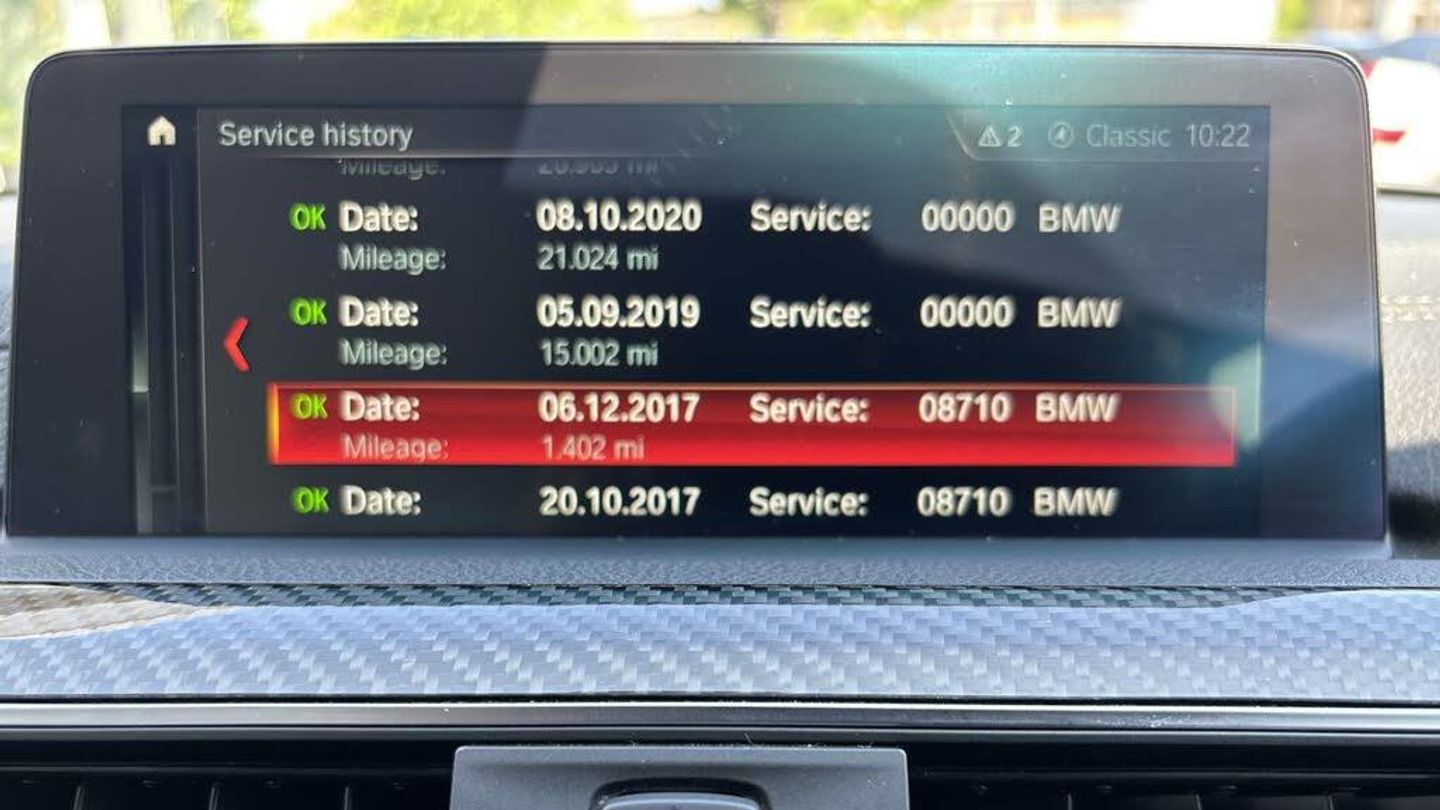 Service history
2 Classic 10:22
Mileage: mi
OK Date: 08.10.2020 Service: 00000 BMW
Mileage: 21.024 mi
OK Date: 05.09.2019 Service: 00000 BMW
Mileage: 15.002 mi
OK Date: 06.12.2017 Service: 08710 BMW
Mileage: 1.402 mi
OK Date: 20.10.2017 Service: 08710 BMW